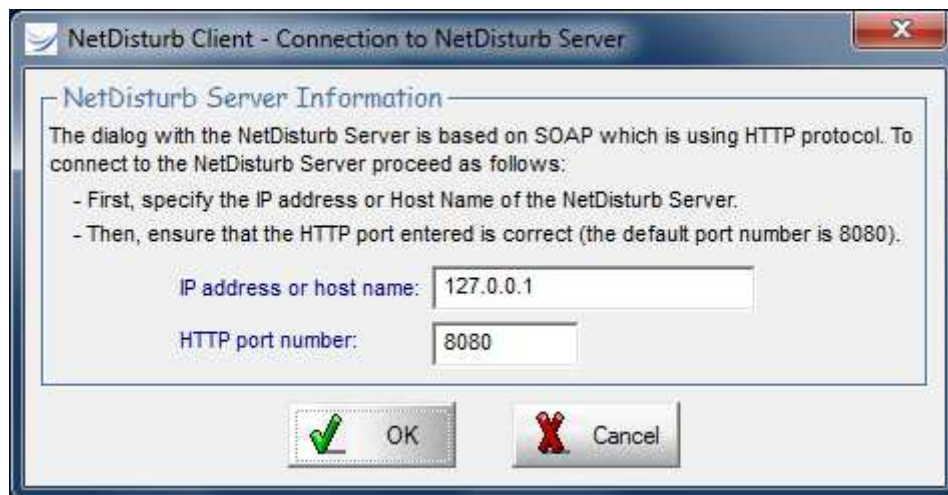 NetDisturb Client - Connection to NetDisturb Server
NetDisturb Server Information
The dialog with the NetDisturb Server is based on SOAP which is using HTTP protocol. To
connect to the NetDisturb Server proceed as follows:
- First, specify the IP address or Host Name of the NetDisturb Server.
- Then, ensure that the HTTP port entered is correct (the default port number is 8080).
IP address or host name: 127.0.0.1
HTTP port number: 8080
OK Cancel